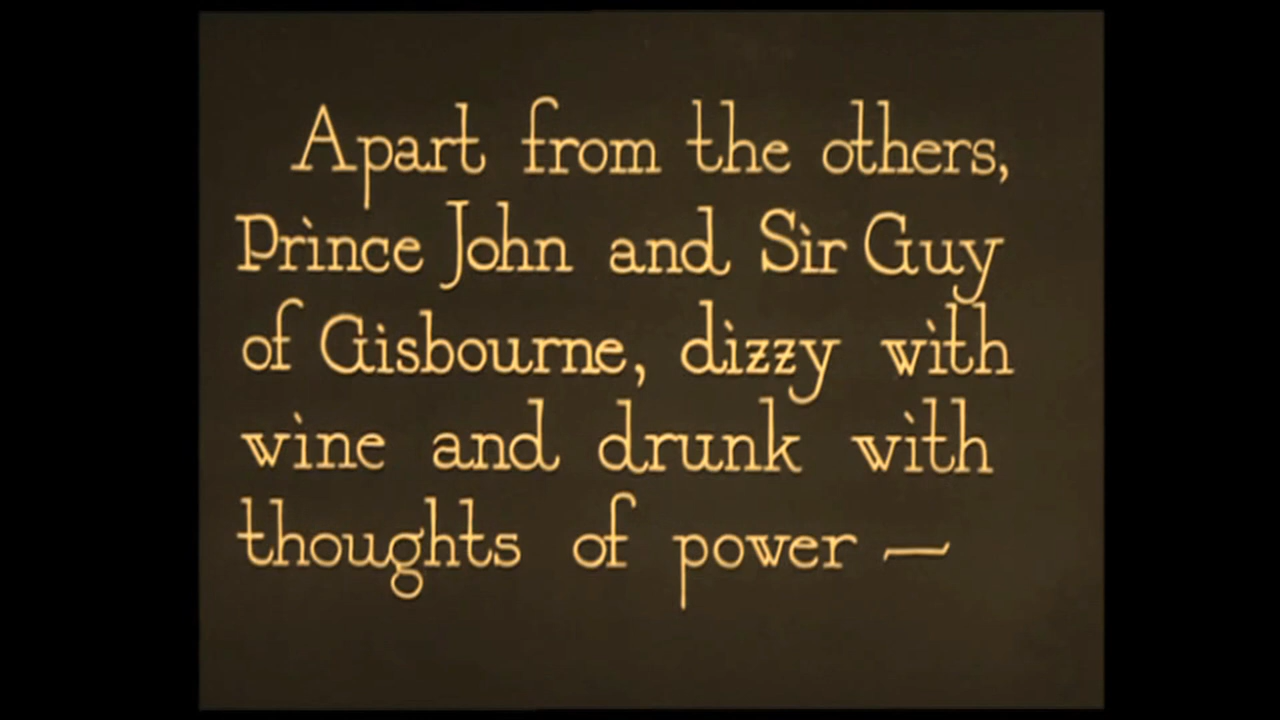 Apart from the others,
Prince John and Sir Guy
of Gisbourne, dizzy with
wine and drunk with
thoughts of power —